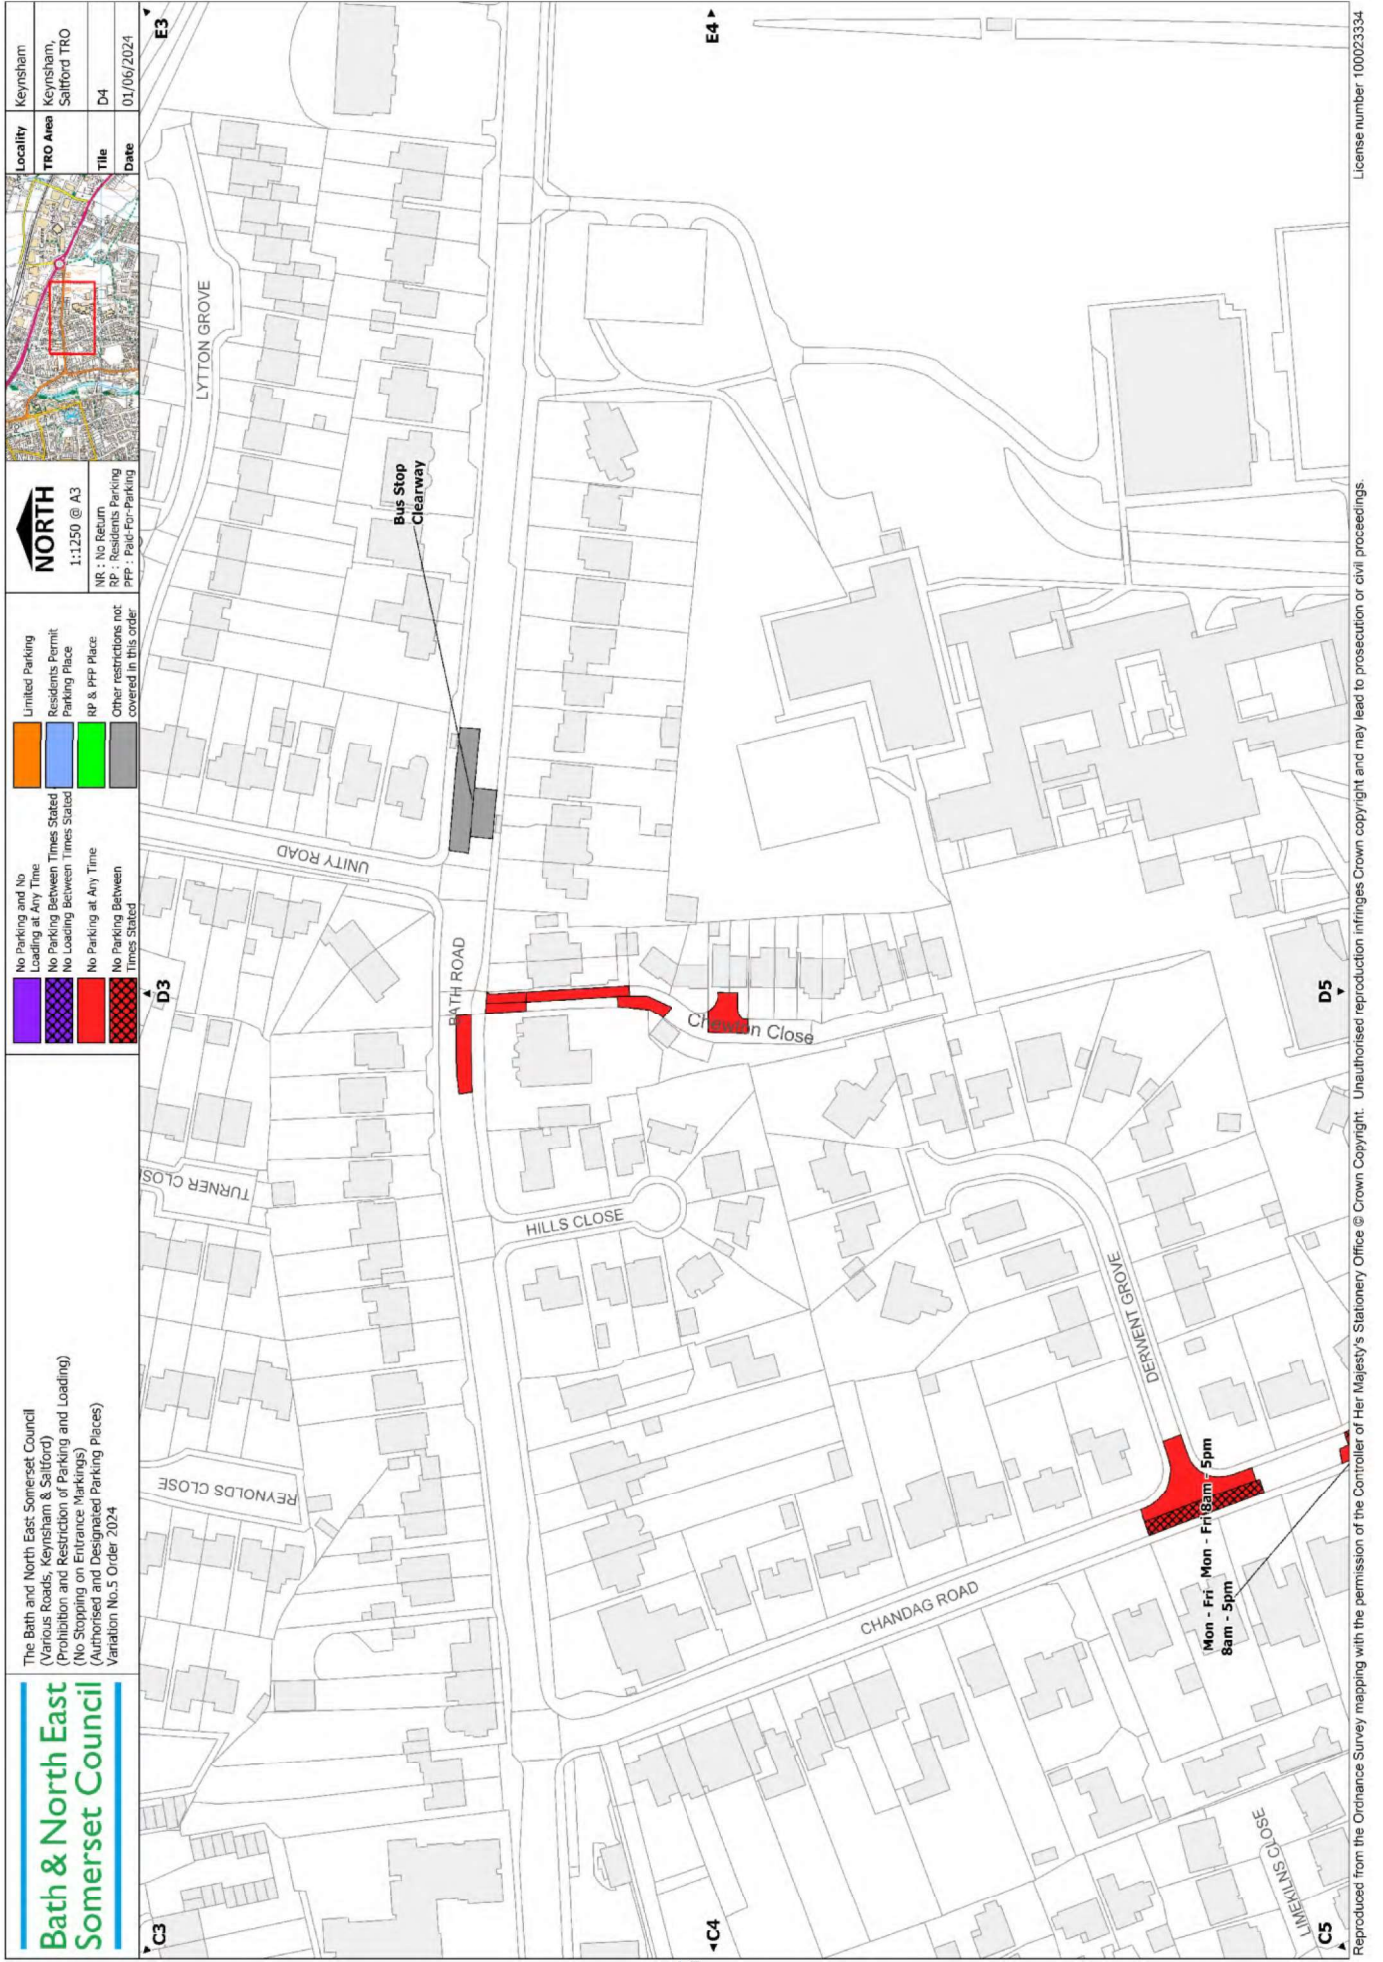 Bath & North East
Somerset Council
The Bath and North East Somerset Council
(Various Roads, Keynsham & Saltford)
(Prohibition and Restriction of Parking and Loading)
(No Stopping on Entrance Markings)
(Authorised and Designated Parking Places)
Variation No.5 Order 2024
No Parking and No
Loading at Any Time
No Parking Between Times Stated
No Loading Between Times Stated
No Parking at Any Time
No Parking Between
Times Stated
Limited Parking
Residents Permit
Parking Place
RP & PFP Place
Other restrictions not
covered in this order
NORTH
1:1250 @ A3
NR : No Return
RP : Residents Parking
PFP : Paid-For-Parking
Locality Keynsham
TRO Area Keynsham,
Saltford TRO
Tile D4
Date 01/06/2024
C3
D3
E3
REYNOLDS CLOSE
TURNER CLOSE
UNITY ROAD
LYTTON GROVE
Bus Stop
Clearway
BATH ROAD
HILLS CLOSE
Chewton Close
C4
E4
CHANDAG ROAD
DERWENT GROVE
Mon - Fri Mon - Fri 8am - 5pm
8am - 5pm
LIMEKILNS CLOSE
C5
D5
Reproduced from the Ordnance Survey mapping with the permission of the Controller of Her Majesty's Stationery Office © Crown Copyright. Unauthorised reproduction infringes Crown copyright and may lead to prosecution or civil proceedings.
License number 100023334